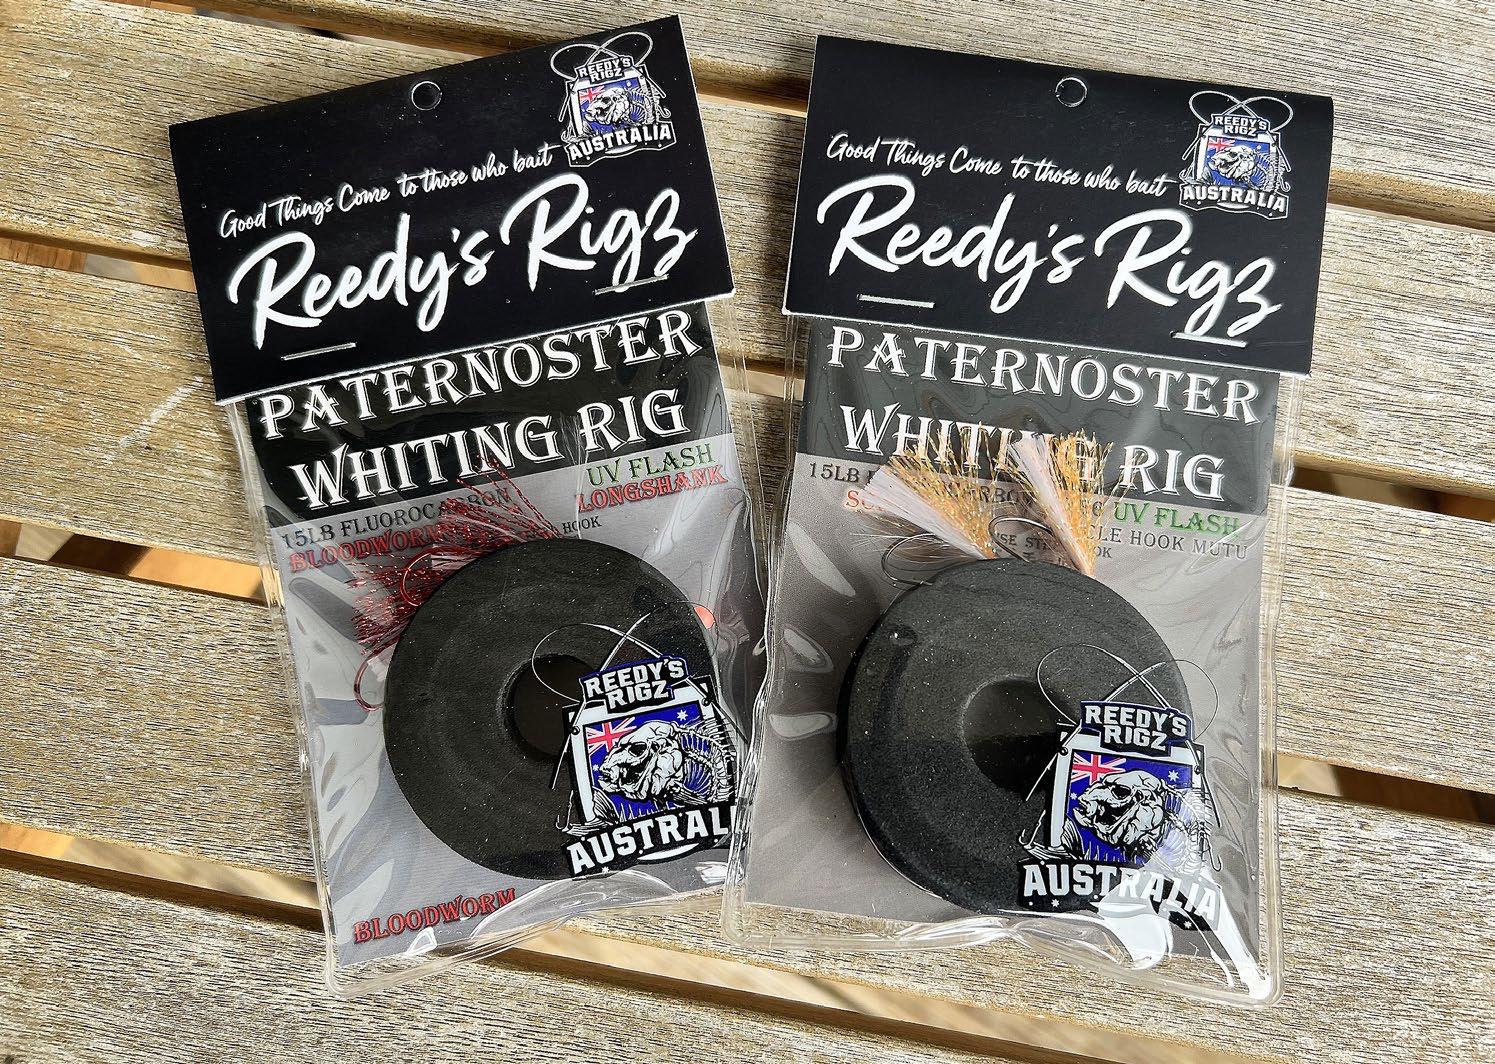 Good Things Come to those who bait
REEDY'S
RIGZ
AUSTRALIA
Reedy's Rigz
PATERNOSTER
WHITING RIG
UV FLASH
15LB FLUOROCARBON
LONGSHANK
BLOODWORM
HOOK
REEDY'S
RIGZ
AUSTRAL
BLOODWORM
Good Things Come to those who bait
REEDY'S
RIGZ
AUSTRALIA
Reedy's Rigz
PATERNOSTER
WHITING RIG
15LB
UV FLASH
HOOK MUTU
REEDY'S
RIGZ
AUSTRALIA